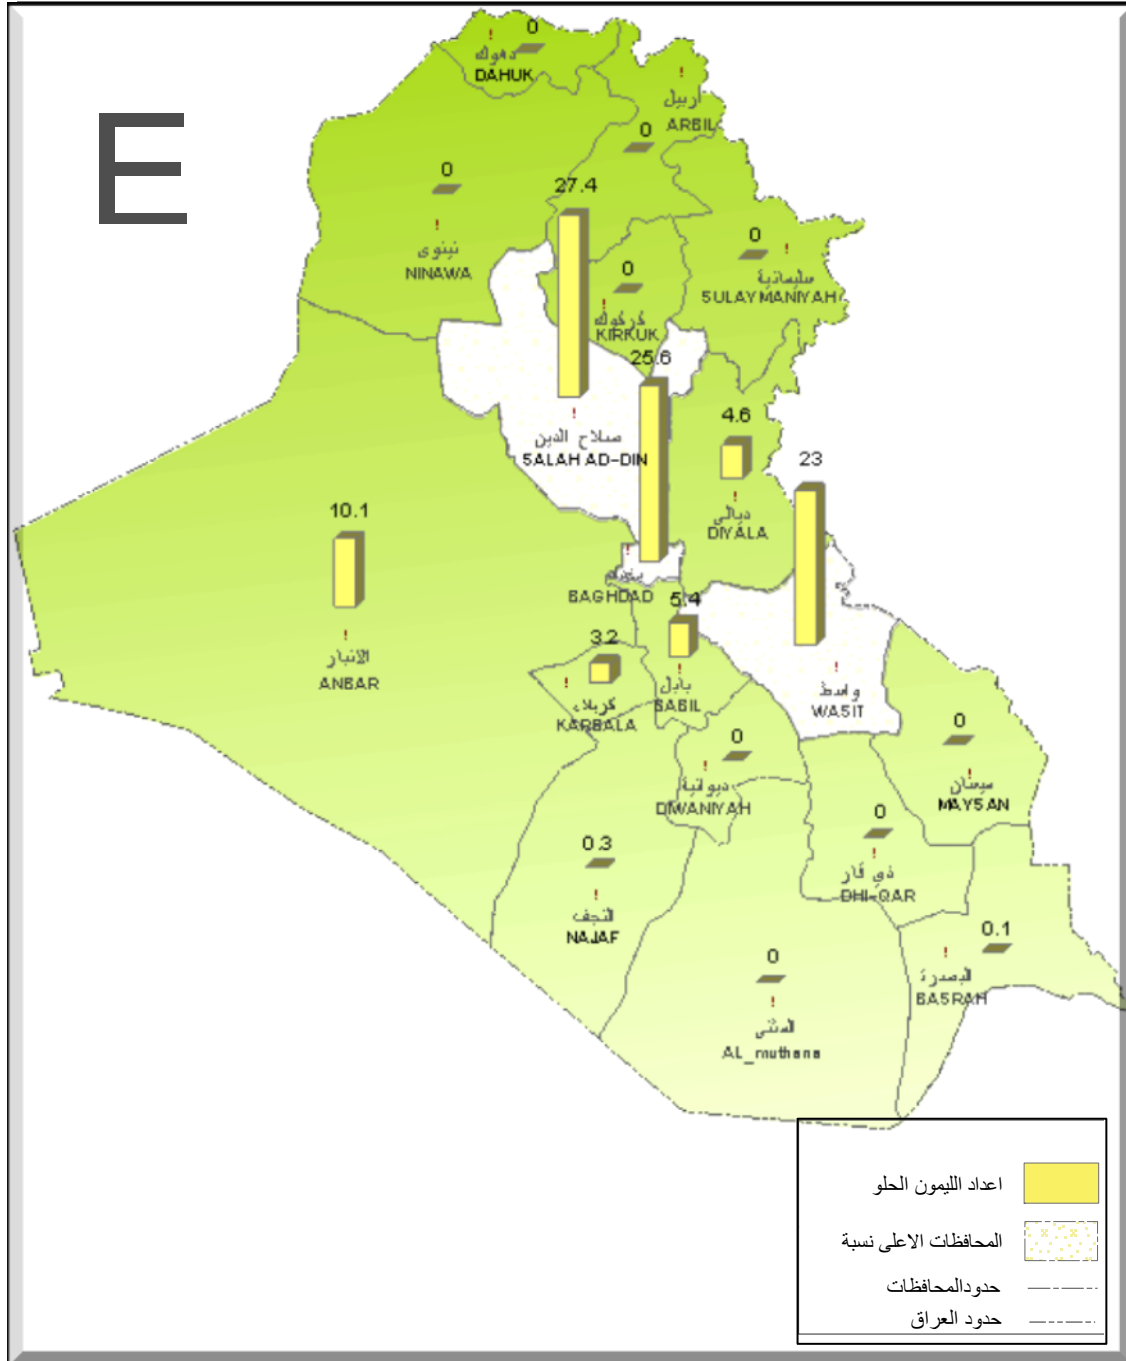 0
دهوك
DAHUK
E
اربيل
ARBIL
0
0
27.4
نينوى
NINAWA
0
سليمانية
SULAYMANIYAH
0
كركوك
KIRKUK
25.6
صلاح الدين
SALAH AD-DIN
4.6
ديالى
DIYALA
23
10.1
الانبار
ANBAR
BAGHDAD
5.4
بابل
BABIL
3.2
كربلاء
KARBALA
واسط
WASIT
0
ديوانية
DIWANIYAH
0
ميسان
MAYSAN
0
ذي قار
DHI-QAR
0.3
النجف
NAJAF
0.1
البصرة
BASRAH
0
المثنى
AL_muthana
اعداد الليمون الحلو
المحافظات الاعلى نسبة
حدودالمحافظات
حدود العراق